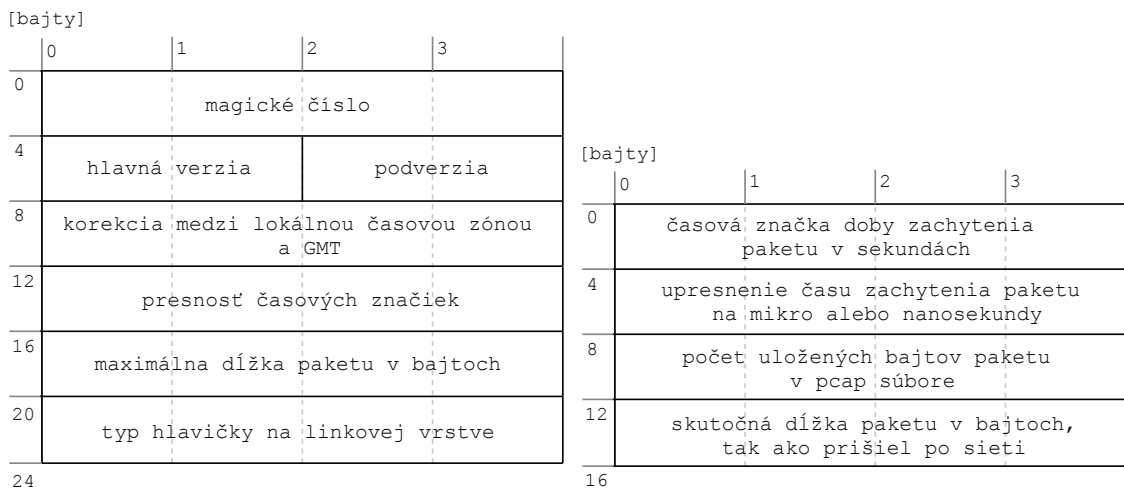 [bajty]
0 1 2 3
0
magické číslo
4
hlavná verzia
podverzia
8
korekcia medzi lokálnou časovou zónou
a GMT
12
presnosť časových značiek
16
maximálna dĺžka paketu v bajtoch
20
typ hlavičky na linkovej vrstve
24
[bajty]
0 1 2 3
0
časová značka doby zachytenia
paketu v sekundách
4
upresnenie času zachytenia paketu
na mikro alebo nanosekundy
8
počet uložených bajtov paketu
v pcap súbore
12
skutočná dĺžka paketu v bajtoch,
tak ako prišiel po sieti
16